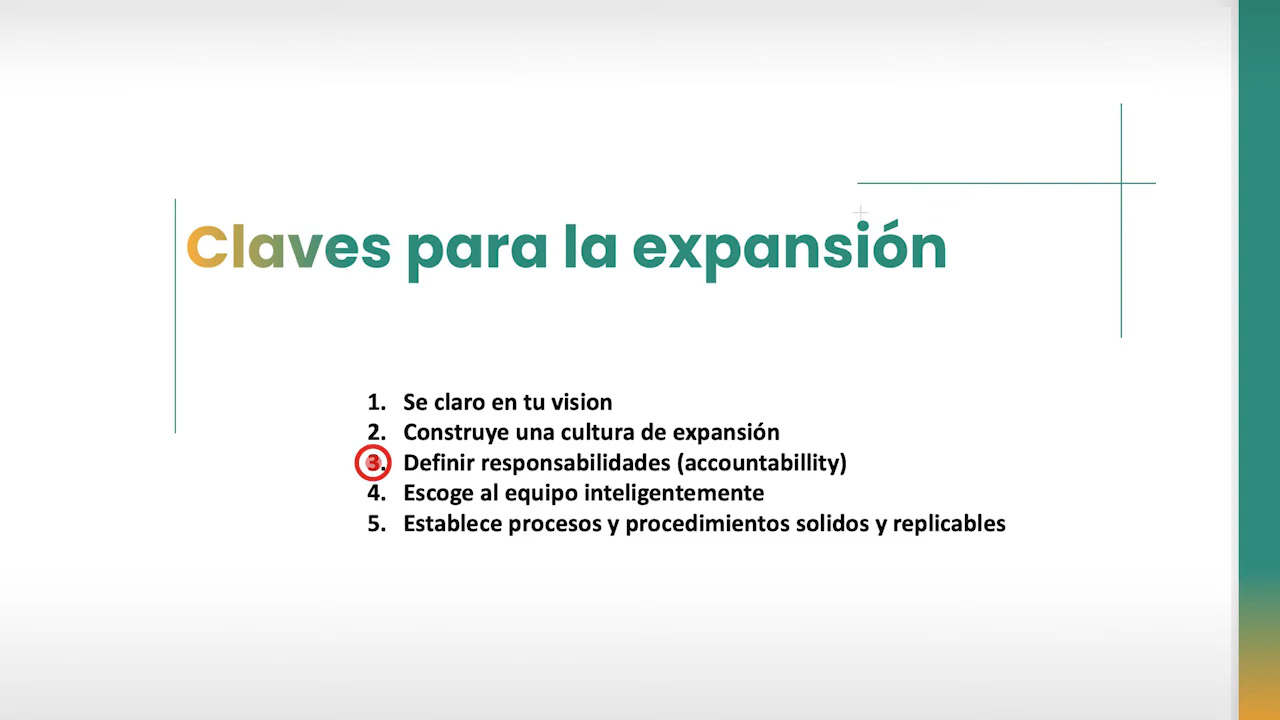 Claves para la expansión
1. Se claro en tu vision
2. Construye una cultura de expansión
3. Definir responsabilidades (accountabillity)
4. Escoge al equipo inteligentemente
5. Establece procesos y procedimientos solidos y replicables